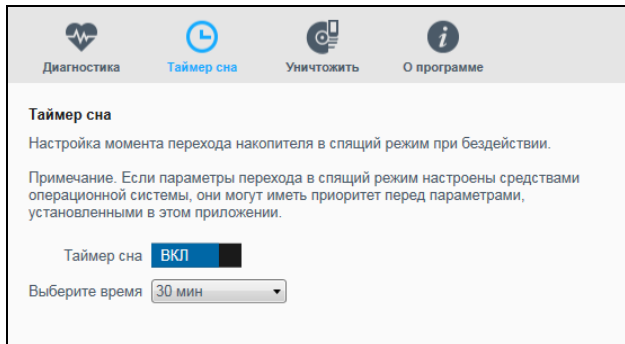 Диагностика Таймер сна Уничтожить О программе
Таймер сна
Настройка момента перехода накопителя в спящий режим при бездействии.
Примечание. Если параметры перехода в спящий режим настроены средствами
операционной системы, они могут иметь приоритет перед параметрами,
установленными в этом приложении.
Таймер сна ВКЛ
Выберите время 30 мин